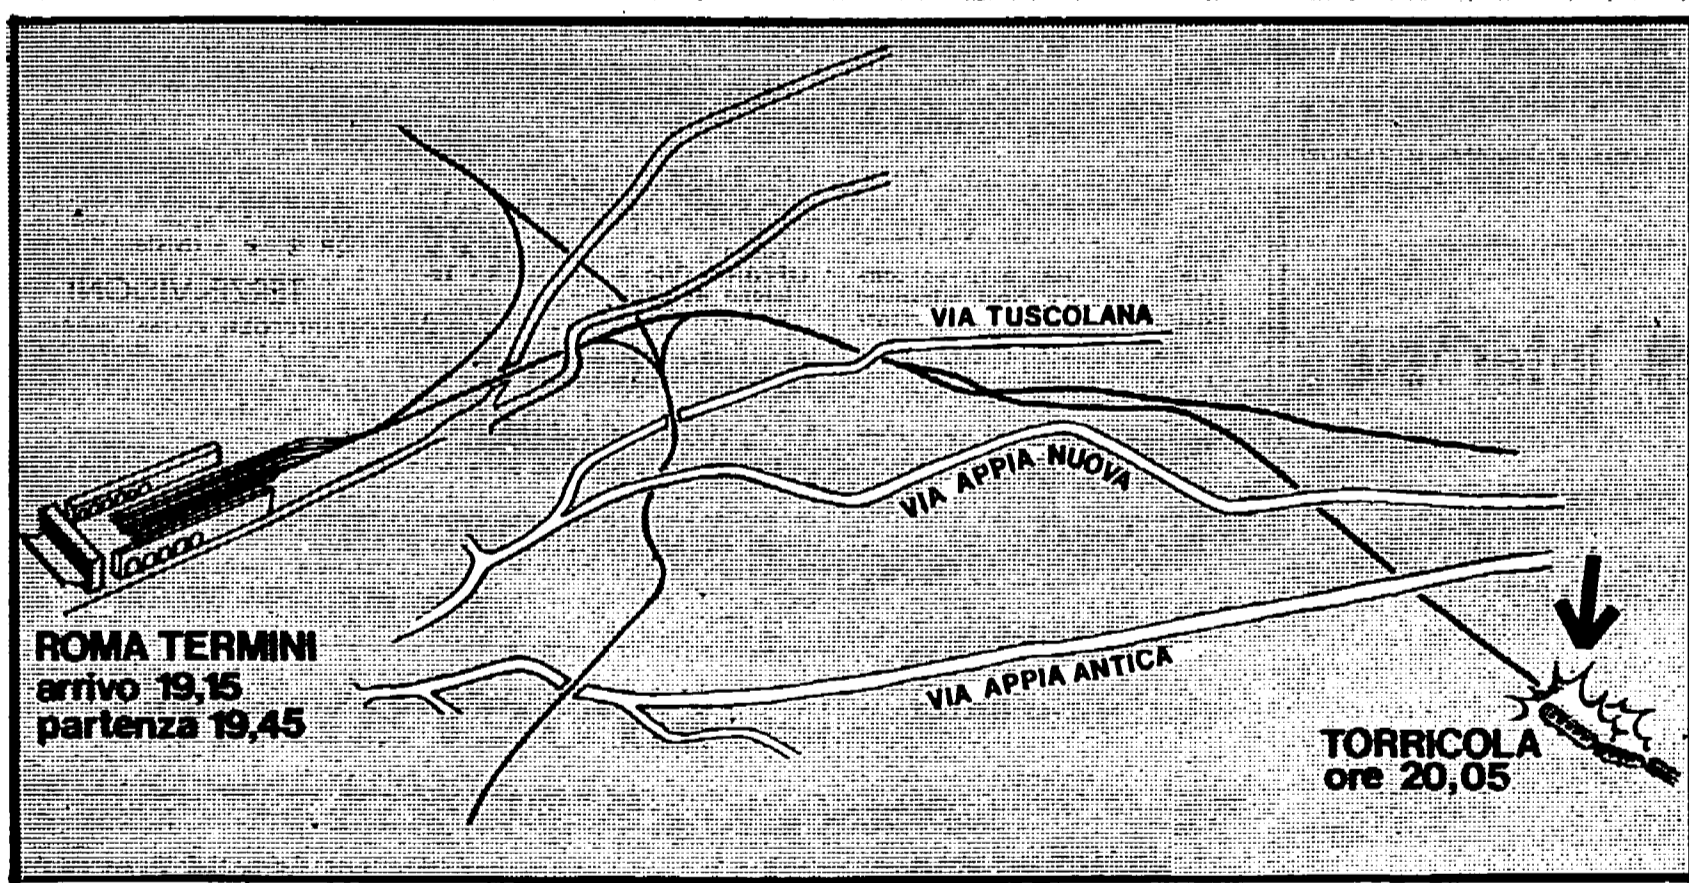 VIA TUSCOLANA
VIA APPIA NUOVA
VIA APPIA ANTICA
ROMA TERMINI
arrivo 19,15
partenza 19,45
TORRICOLA
ore 20,05